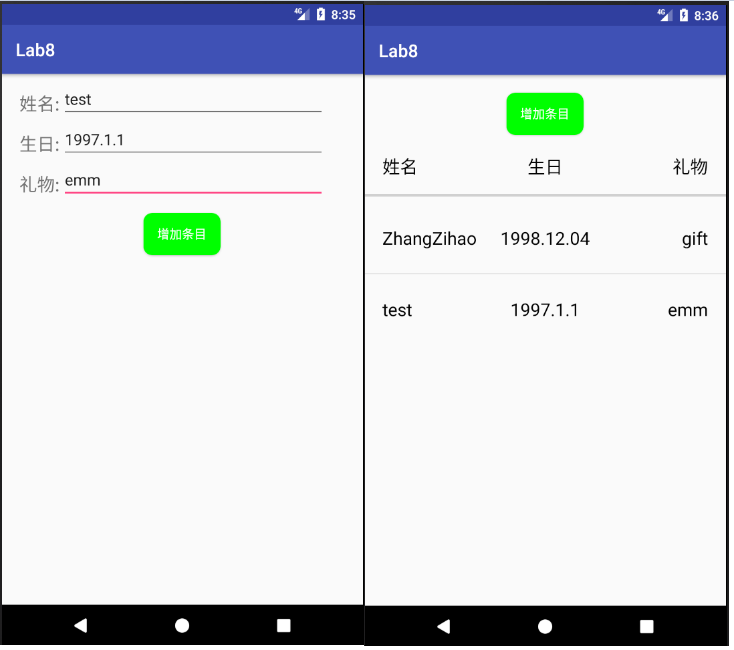 4G 8:35
Lab8
姓名: test
生日: 1997.1.1
礼物: emm
增加条目
4G 8:36
Lab8
增加条目
姓名 生日 礼物
ZhangZihao 1998.12.04 gift
test 1997.1.1 emm